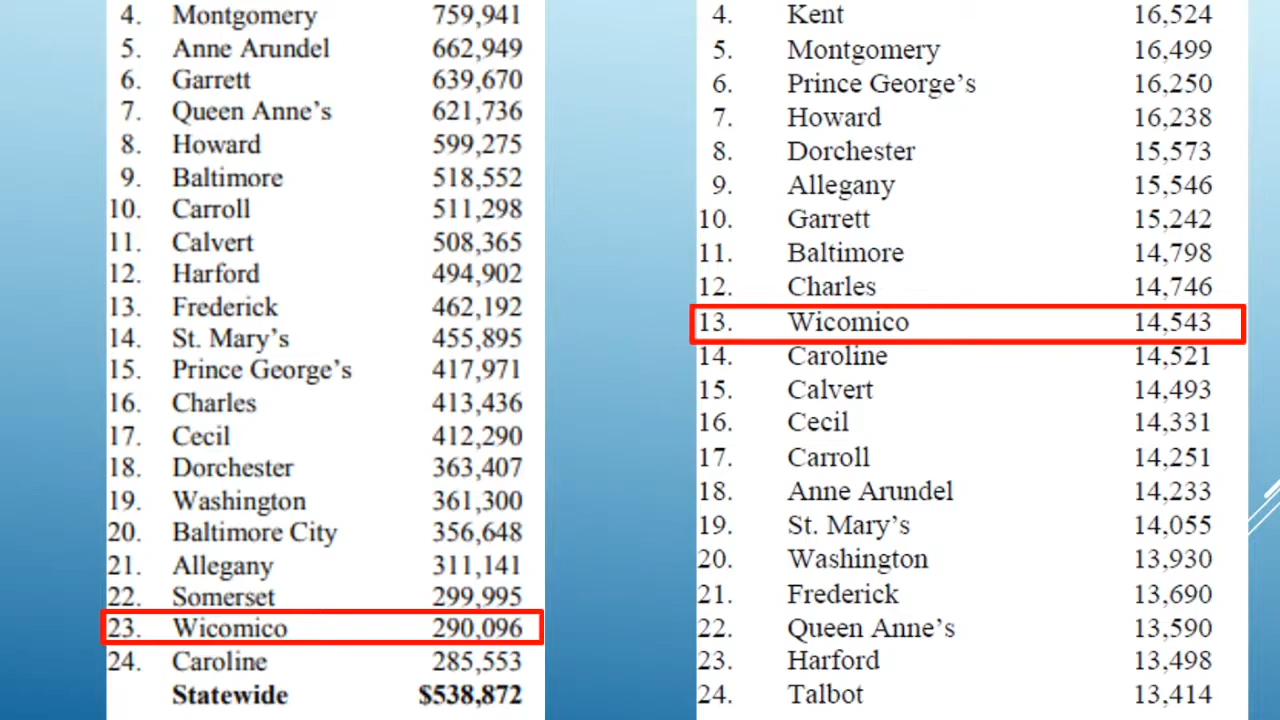 4. Montgomery 759,941
5. Anne Arundel 662,949
6. Garrett 639,670
7. Queen Anne’s 621,736
8. Howard 599,275
9. Baltimore 518,552
10. Carroll 511,298
11. Calvert 508,365
12. Harford 494,902
13. Frederick 462,192
14. St. Mary’s 455,895
15. Prince George’s 417,971
16. Charles 413,436
17. Cecil 412,290
18. Dorchester 363,407
19. Washington 361,300
20. Baltimore City 356,648
21. Allegany 311,141
22. Somerset 299,995
23. Wicomico 290,096
24. Caroline 285,553
Statewide $538,872
4. Kent 16,524
5. Montgomery 16,499
6. Prince George’s 16,250
7. Howard 16,238
8. Dorchester 15,573
9. Allegany 15,546
10. Garrett 15,242
11. Baltimore 14,798
12. Charles 14,746
13. Wicomico 14,543
14. Caroline 14,521
15. Calvert 14,493
16. Cecil 14,331
17. Carroll 14,251
18. Anne Arundel 14,233
19. St. Mary’s 14,055
20. Washington 13,930
21. Frederick 13,690
22. Queen Anne’s 13,590
23. Harford 13,498
24. Talbot 13,414